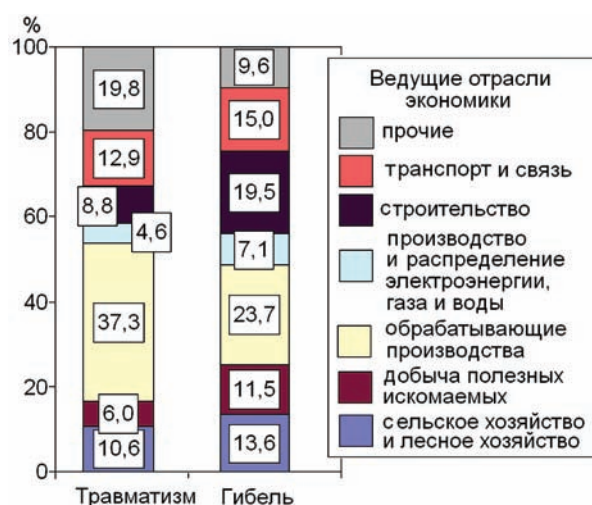 %
100
80
60
40
20
0
19,8
12,9
8,8
4,6
37,3
6,0
10,6
9,6
15,0
19,5
7,1
23,7
11,5
13,6
Травматизм
Гибель
Ведущие отрасли
экономики
прочие
транспорт и связь
строительство
производство
и распределение
электроэнергии,
газа и воды
обрабатывающие
производства
добыча полезных
искомаемых
сельское хозяйство
и лесное хозяйство